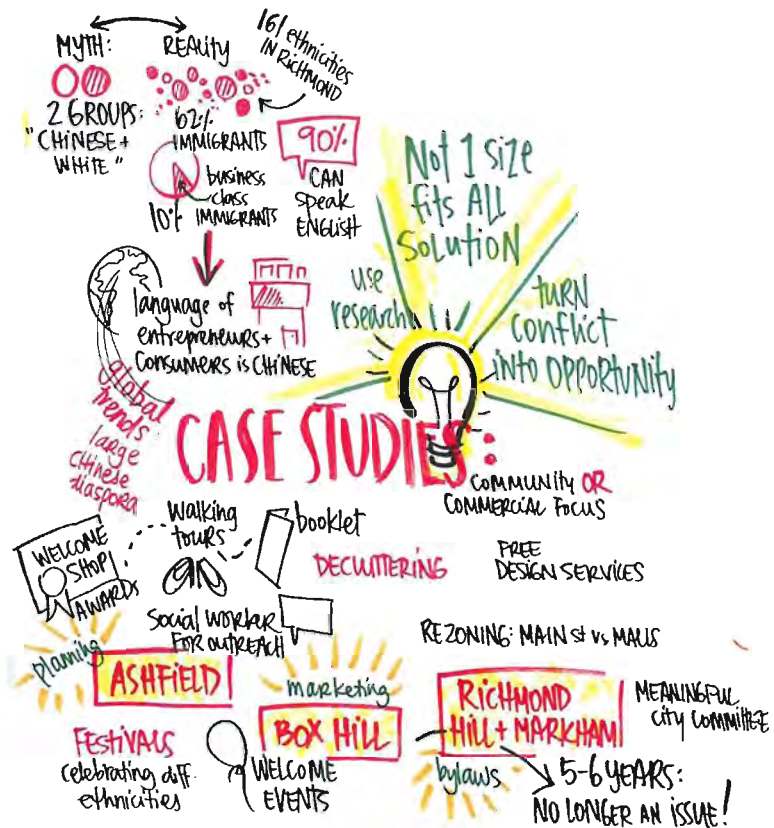 MYTH:
REALITY
161 ethnicities
IN RICHMOND
2 GROUPS:
"CHINESE +
WHITE"
62%
IMMIGRANTS
90%
CAN
speak
ENGLISH
business
class
10% IMMIGRANTS
language of
entrepreneurs +
consumers is CHINESE
global
trends
large
chinese
diaspora
Not 1 size
fits ALL
Solution
use
research
turn
conflict
into OPPORTUNITY
CASE STUDIES:
COMMUNITY OR
COMMERCIAL FOCUS
WELCOME
SHOP!
AWARDS
Walking
tours
booklet
DECLUTTERING
FREE
DESIGN SERVICES
Social worker
FOR OUTREACH
REZONING: MAIN st vs MALLS
planning
ASHFIELD
marketing
BOX HILL
RICHMOND
HILL + MARKHAM
MEANINGFUL
city COMMITTEE
FESTIVALS
celebrating diff.
ethnicities
WELCOME
EVENTS
bylaws
5-6 YEARS:
NO LONGER AN ISSUE!